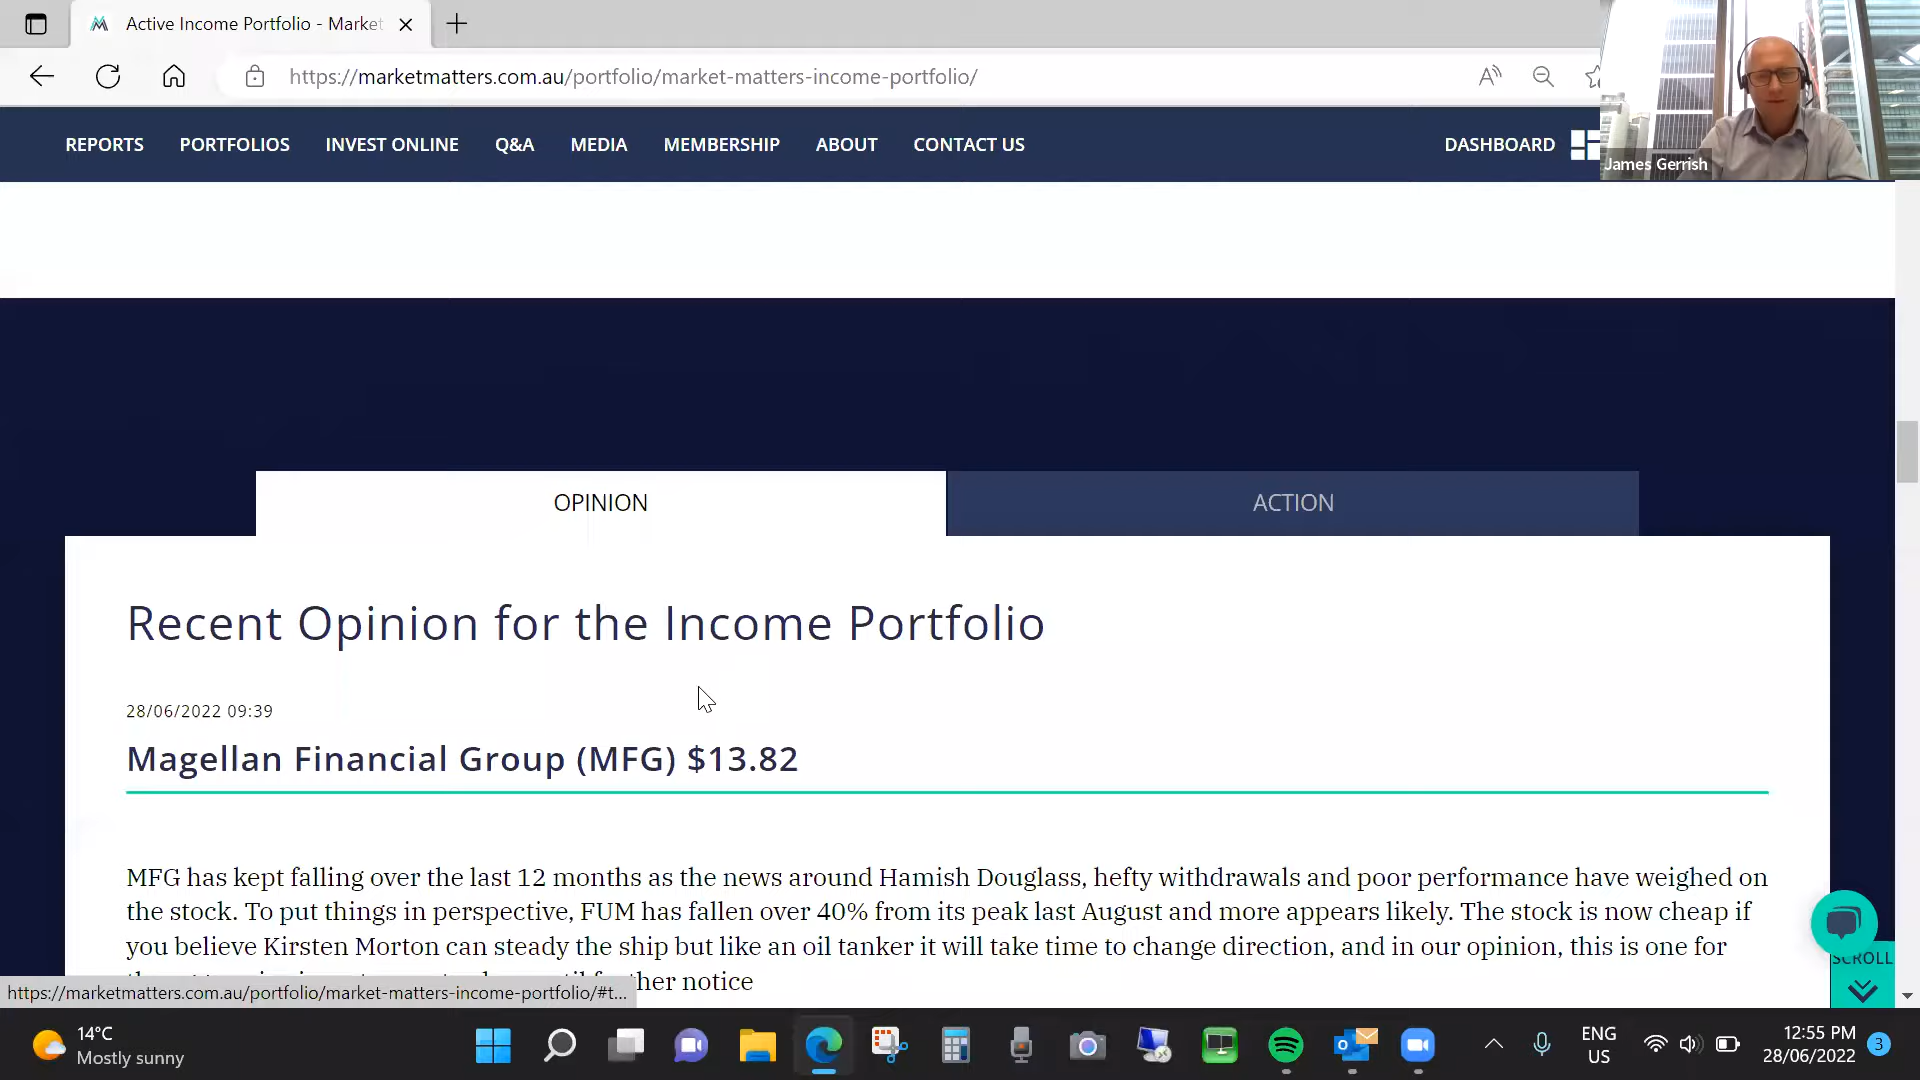 Active Income Portfolio - Market
https://marketmatters.com.au/portfolio/market-matters-income-portfolio/
REPORTS PORTFOLIOS INVEST ONLINE Q&A MEDIA MEMBERSHIP ABOUT CONTACT US DASHBOARD
James Gerrish
OPINION ACTION
Recent Opinion for the Income Portfolio
28/06/2022 09:39
Magellan Financial Group (MFG) $13.82
MFG has kept falling over the last 12 months as the news around Hamish Douglass, hefty withdrawals and poor performance have weighed on
the stock. To put things in perspective, FUM has fallen over 40% from its peak last August and more appears likely. The stock is now cheap if
you believe Kirsten Morton can steady the ship but like an oil tanker it will take time to change direction, and in our opinion, this is one for
notice
SCROLL
https://marketmatters.com.au/portfolio/market-matters-income-portfolio/#t...
14°C
Mostly sunny
ENG
US
12:55 PM
28/06/2022
3